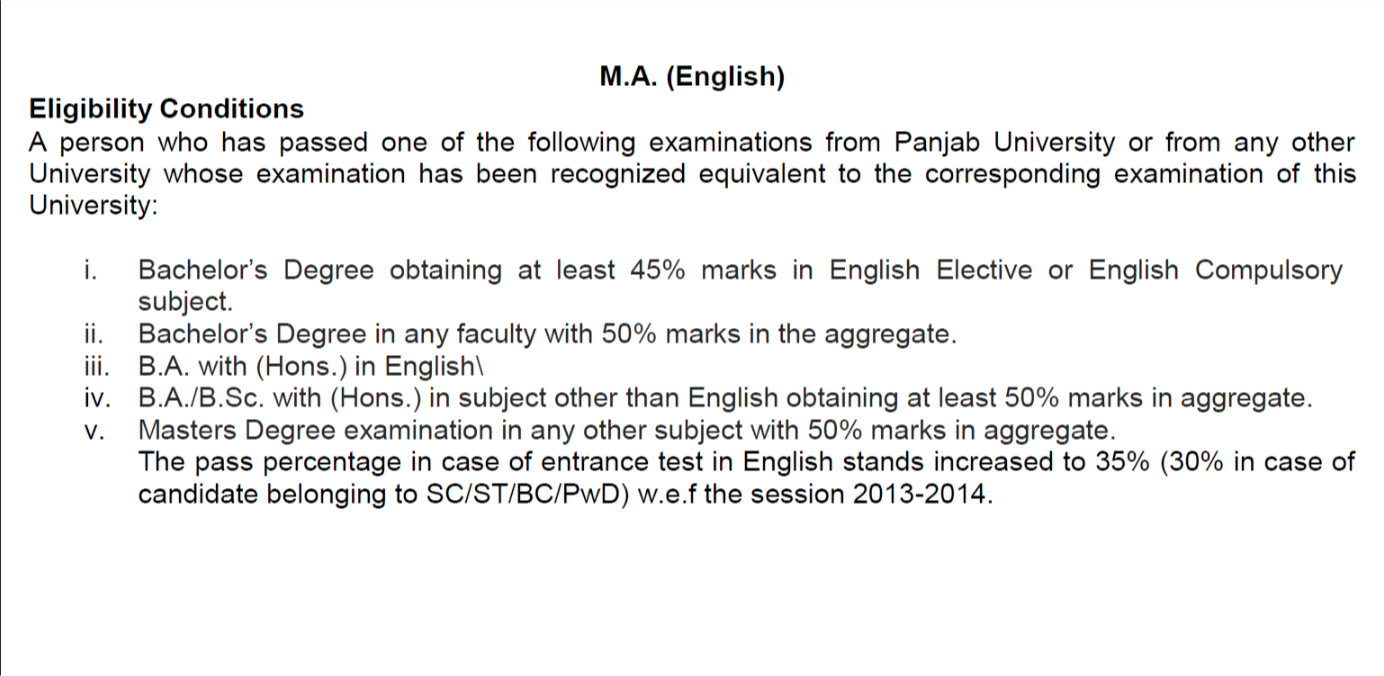 M.A. (English)
Eligibility Conditions
A person who has passed one of the following examinations from Panjab University or from any other
University whose examination has been recognized equivalent to the corresponding examination of this
University:
i. Bachelor's Degree obtaining at least 45% marks in English Elective or English Compulsory
subject.
ii. Bachelor's Degree in any faculty with 50% marks in the aggregate.
iii. B.A. with (Hons.) in English\
iv. B.A./B.Sc. with (Hons.) in subject other than English obtaining at least 50% marks in aggregate.
v. Masters Degree examination in any other subject with 50% marks in aggregate.
The pass percentage in case of entrance test in English stands increased to 35% (30% in case of
candidate belonging to SC/ST/BC/PwD) w.e.f the session 2013-2014.